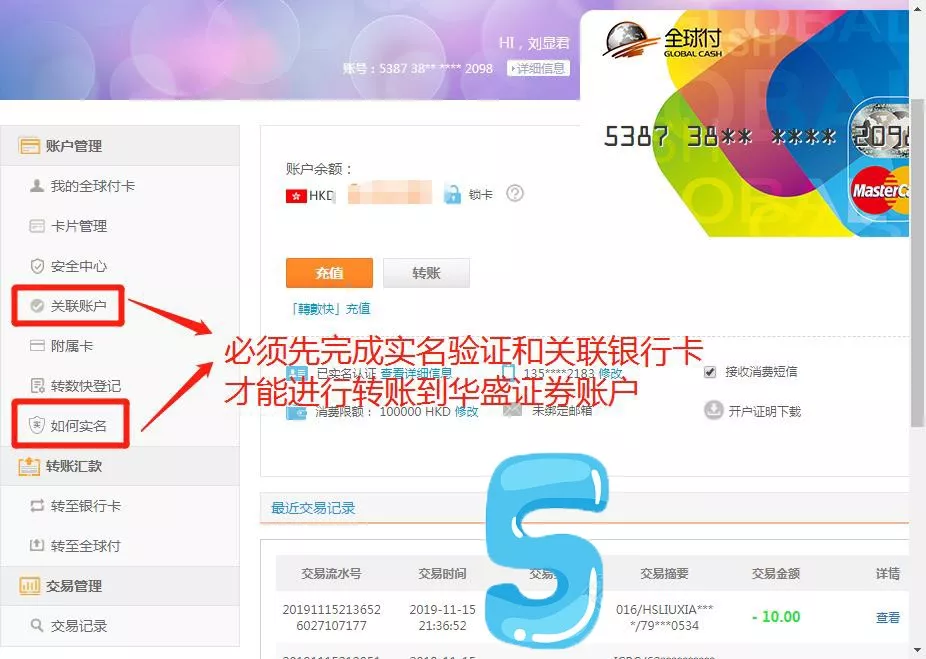 HI，刘显君
账号：5387 38** **** 2098 详细信息
全球付
GLOBAL CASH
5387 38** **** 2098
MasterCa
账户管理
我的全球付卡
卡片管理
安全中心
关联账户
附属卡
转数快登记
如何实名
转账汇款
转至银行卡
转至全球付
交易管理
交易记录
账户余额：
HKD 锁卡 ?
充值 转账
「轉數快」充值
必须先完成实名验证和关联银行卡
才能进行转账到华盛证券账户
已实名认证 查看详细信息 135****2183 修改 接收消费短信
消费限额： 100000 HKD 修改 未绑定邮箱 开户证明下载
5
最近交易记录
交易流水号 交易时间 交易 交易摘要 交易金额 详情
20191115213652 2019-11-15 016/HSLIUXIA*** - 10.00 查看
6027107177 21:36:52 */79***0534